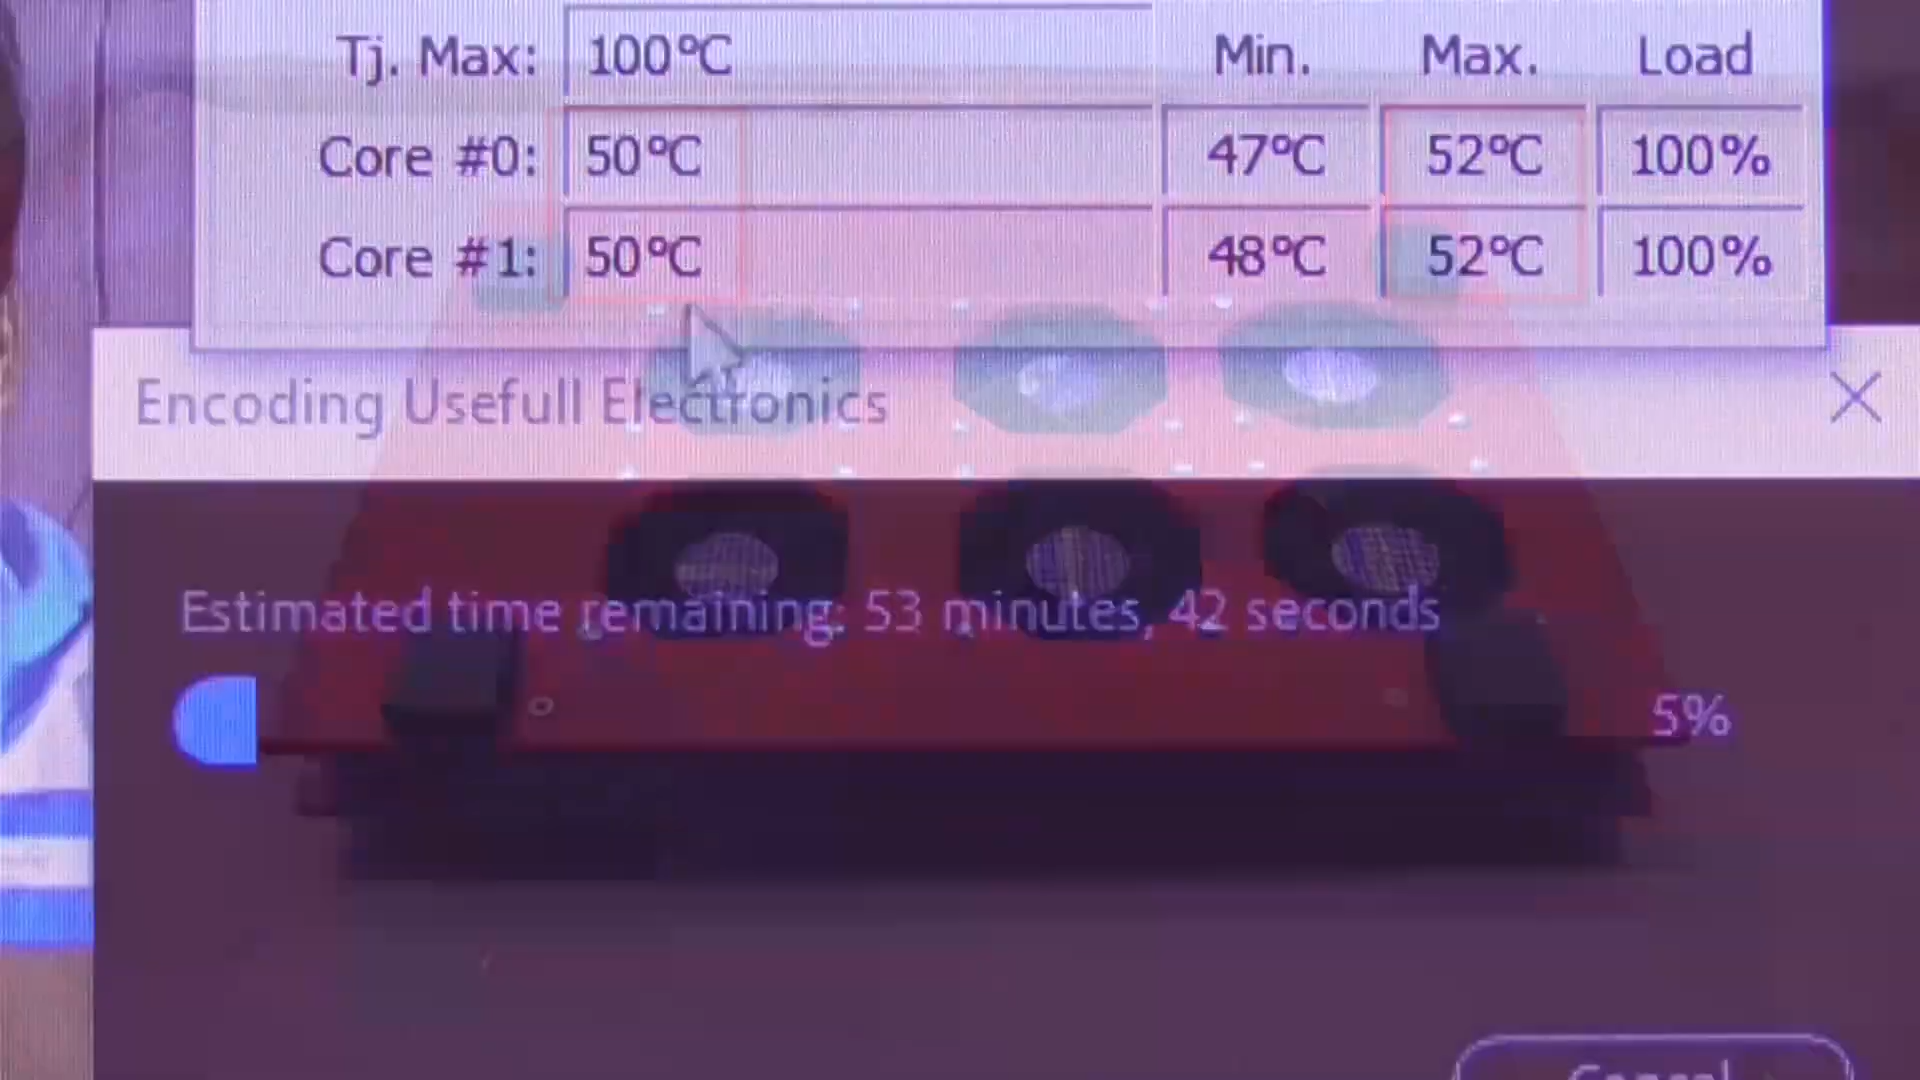 Tj. Max: 100°C Min. Max. Load
Core #0: 50°C 47°C 52°C 100%
Core #1: 50°C 48°C 52°C 100%
Encoding Usefull Electronics
Estimated time remaining: 53 minutes, 42 seconds
5%
Cancel